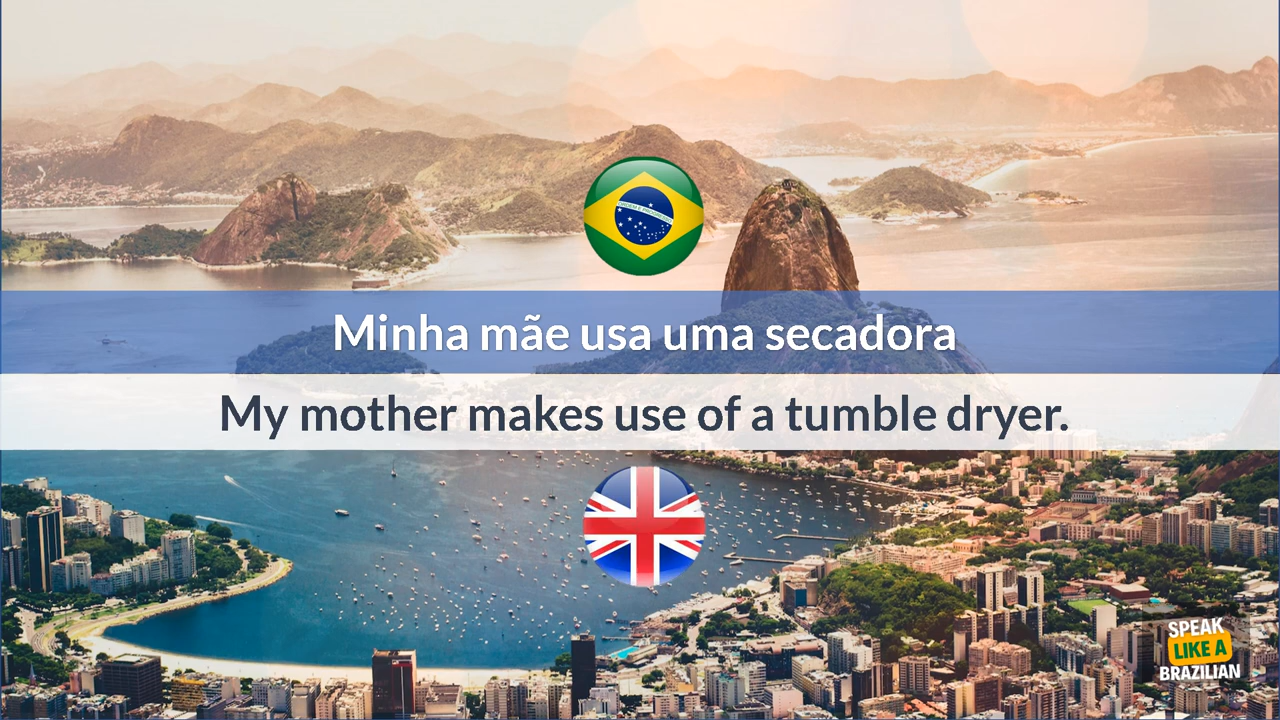 Minha mãe usa uma secadora
My mother makes use of a tumble dryer.
SPEAK
LIKE A
BRAZILIAN